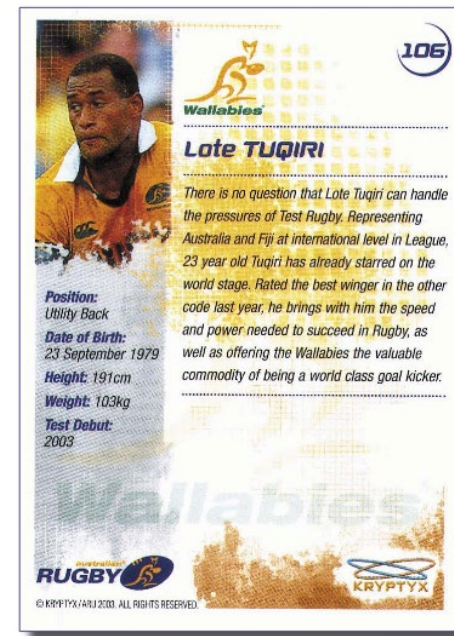 106
Wallabies
Lote TUQIRI
There is no question that Lote Tuqiri can handle
the pressures of Test Rugby. Representing
Australia and Fiji at international level in League,
23 year old Tuqiri has already starred on the
world stage. Rated the best winger in the other
code last year, he brings with him the speed
and power needed to succeed in Rugby, as
well as offering the Wallabies the valuable
commodity of being a world class goal kicker.
Position:
Utility Back
Date of Birth:
23 September 1979
Height: 191cm
Weight: 103kg
Test Debut:
2003
Wallabies
australian
RUGBY
KRYPTYX
© KRYPTYX/ARU 2003. ALL RIGHTS RESERVED.